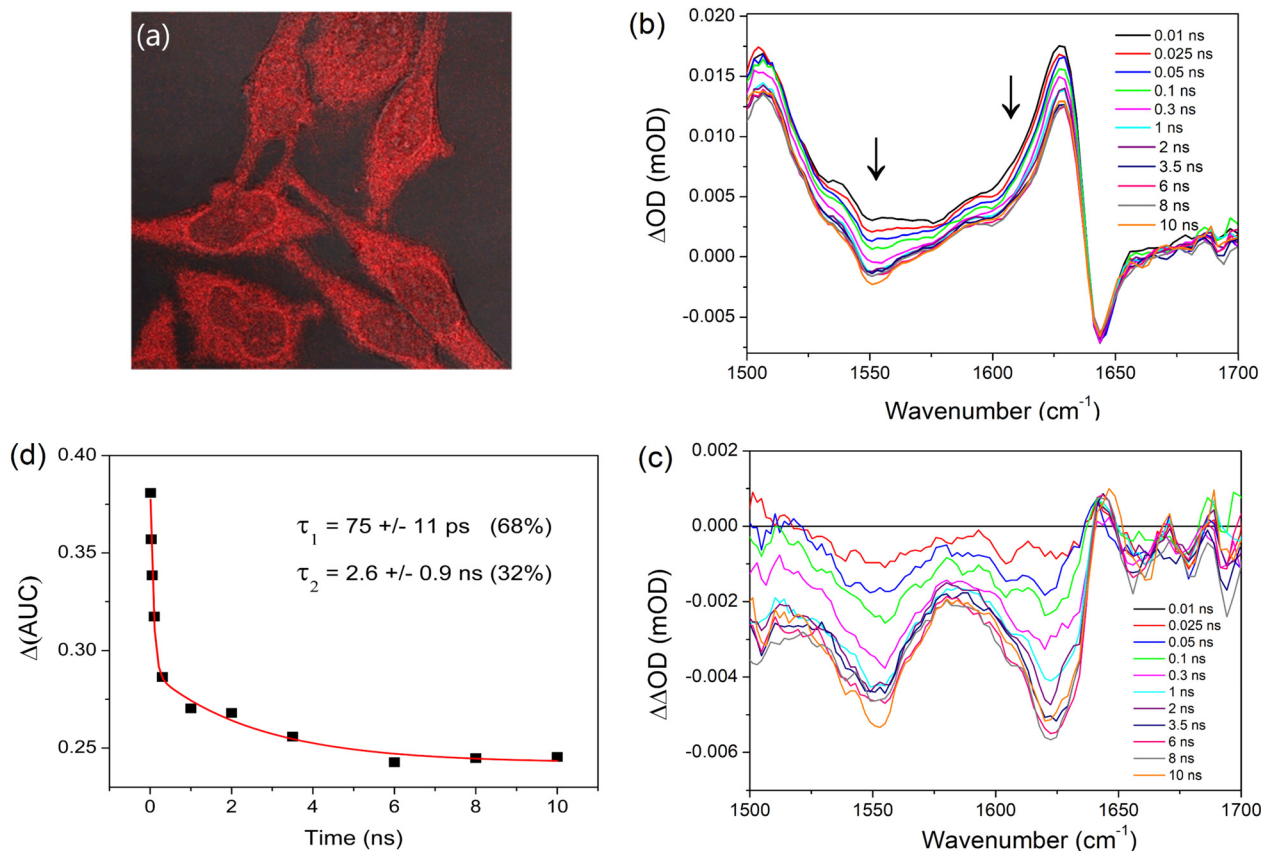 (a)
(b)
0.020
0.015
0.010
0.005
0.000
-0.005
ΔOD (mOD)
1500
1550
1600
1650
1700
Wavenumber (cm⁻¹)
0.01 ns
0.025 ns
0.05 ns
0.1 ns
0.3 ns
1 ns
2 ns
3.5 ns
6 ns
8 ns
10 ns
(d)
0.40
0.35
0.30
0.25
Δ(AUC)
τ₁ = 75 +/- 11 ps (68%)
τ₂ = 2.6 +/- 0.9 ns (32%)
0
2
4
6
8
10
Time (ns)
(c)
0.002
0.000
-0.002
-0.004
-0.006
ΔΔOD (mOD)
0.01 ns
0.025 ns
0.05 ns
0.1 ns
0.3 ns
1 ns
2 ns
3.5 ns
6 ns
8 ns
10 ns
1500
1550
1600
1650
1700
Wavenumber (cm⁻¹)